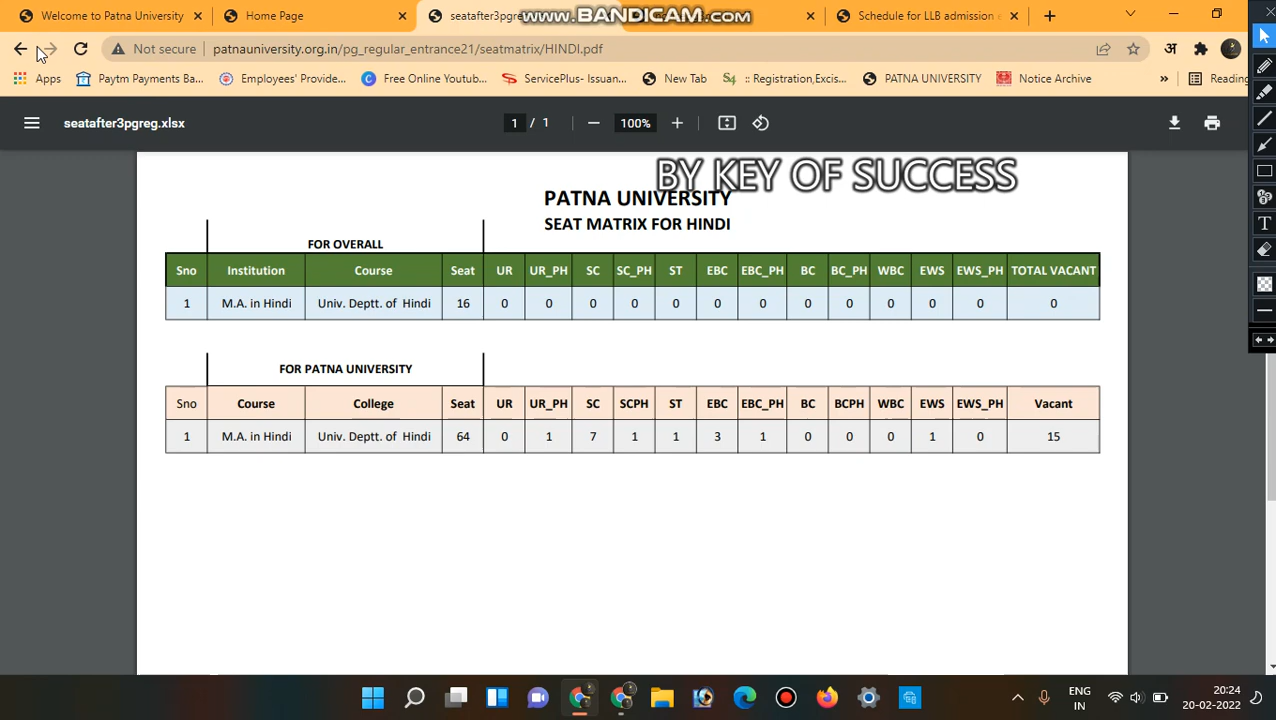 Welcome to Patna University
Home Page
seatafter3pgre
www.BANDICAM.com
.pdf
Schedule for LLB admission
Not secure
patnauniversity.org.in/pg_regular_entrance21/seatmatrix/HINDI.pdf
Apps
Paytm Payments Ba...
Employees' Provide...
Free Online Youtub...
ServicePlus- Issuan...
New Tab
:: Registration,Excis...
PATNA UNIVERSITY
Notice Archive
»
Reading
seatafter3pgreg.xlsx
1 / 1
100%
BY KEY OF SUCCESS
PATNA UNIVERSITY
SEAT MATRIX FOR HINDI
FOR OVERALL
Sno Institution Course Seat UR UR_PH SC SC_PH ST EBC EBC_PH BC BC_PH WBC EWS EWS_PH TOTAL VACANT
1 M.A. in Hindi Univ. Deptt. of Hindi 16 0 0 0 0 0 0 0 0 0 0 0 0 0
FOR PATNA UNIVERSITY
Sno Course College Seat UR UR_PH SC SCPH ST EBC EBC_PH BC BCPH WBC EWS EWS_PH Vacant
1 M.A. in Hindi Univ. Deptt. of Hindi 64 0 1 7 1 1 3 1 0 0 0 1 0 15
ENG
IN
20:24
20-02-2022